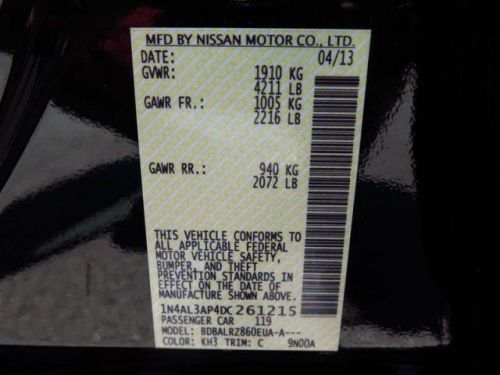 MFD BY NISSAN MOTOR CO., LTD.
DATE: 04/13
GVWR: 1910 KG
4211 LB
GAWR FR.: 1005 KG
2216 LB
GAWR RR.: 940 KG
2072 LB
THIS VEHICLE CONFORMS TO
ALL APPLICABLE FEDERAL
MOTOR VEHICLE SAFETY,
BUMPER, AND THEFT
PREVENTION STANDARDS IN
EFFECT ON THE DATE OF
MANUFACTURE SHOWN ABOVE.
1N4AL3AP4DC261215
PASSENGER CAR 119
MODEL: BDBALRZ860EUA-A---
COLOR: KH3 TRIM: C 9N00A